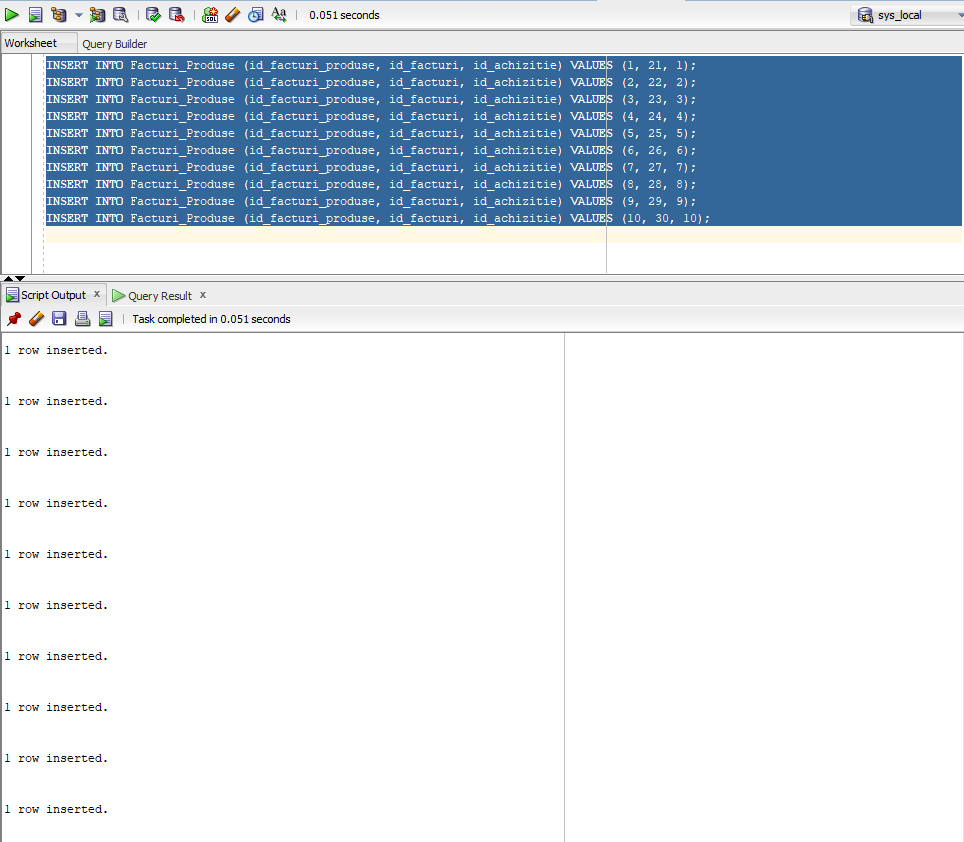 0.051 seconds
sys_local
Worksheet
Query Builder
INSERT INTO Facturi_Produse (id_facturi_produse, id_facturi, id_achizitie) VALUES (1, 21, 1);
INSERT INTO Facturi_Produse (id_facturi_produse, id_facturi, id_achizitie) VALUES (2, 22, 2);
INSERT INTO Facturi_Produse (id_facturi_produse, id_facturi, id_achizitie) VALUES (3, 23, 3);
INSERT INTO Facturi_Produse (id_facturi_produse, id_facturi, id_achizitie) VALUES (4, 24, 4);
INSERT INTO Facturi_Produse (id_facturi_produse, id_facturi, id_achizitie) VALUES (5, 25, 5);
INSERT INTO Facturi_Produse (id_facturi_produse, id_facturi, id_achizitie) VALUES (6, 26, 6);
INSERT INTO Facturi_Produse (id_facturi_produse, id_facturi, id_achizitie) VALUES (7, 27, 7);
INSERT INTO Facturi_Produse (id_facturi_produse, id_facturi, id_achizitie) VALUES (8, 28, 8);
INSERT INTO Facturi_Produse (id_facturi_produse, id_facturi, id_achizitie) VALUES (9, 29, 9);
INSERT INTO Facturi_Produse (id_facturi_produse, id_facturi, id_achizitie) VALUES (10, 30, 10);
Script Output x
Query Result x
Task completed in 0.051 seconds
1 row inserted.
1 row inserted.
1 row inserted.
1 row inserted.
1 row inserted.
1 row inserted.
1 row inserted.
1 row inserted.
1 row inserted.
1 row inserted.